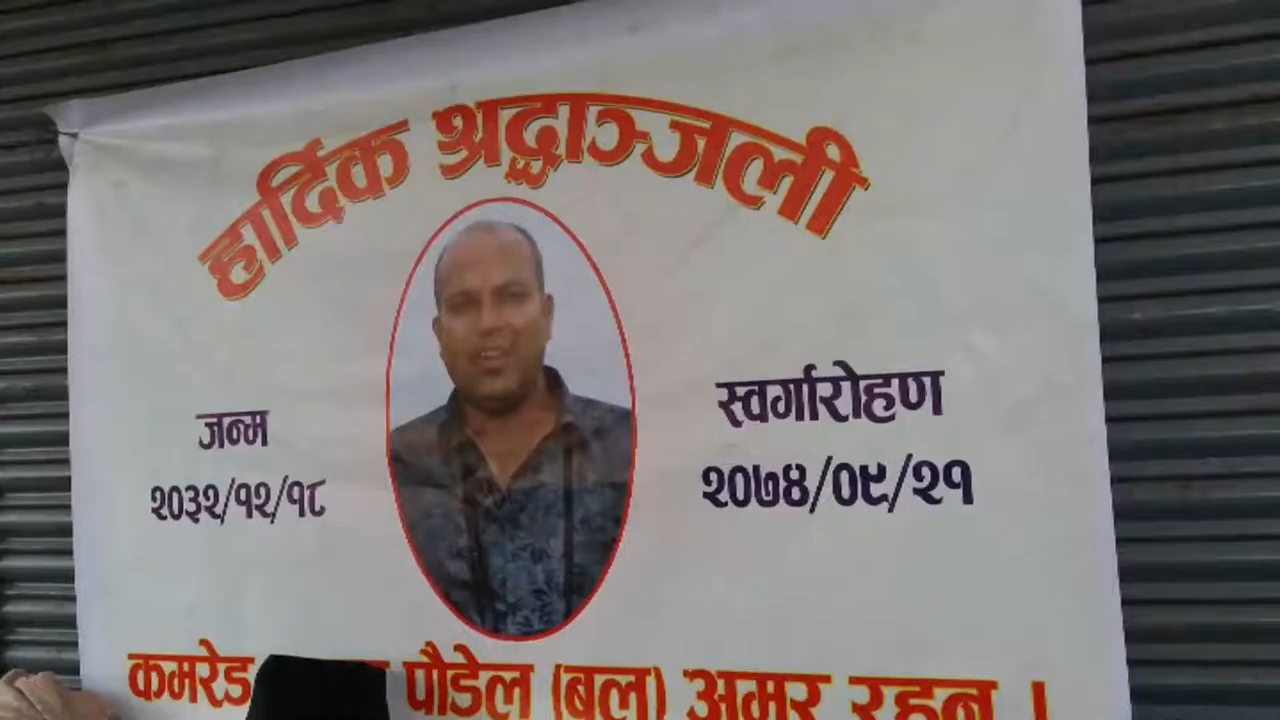 हार्दिक श्रद्धाञ्जली
जन्म
२०३२/१२/१८
स्वर्गारोहण
२०७४/०९/२१
कमरेड पौडेल (बल) अमर रहुन् ।